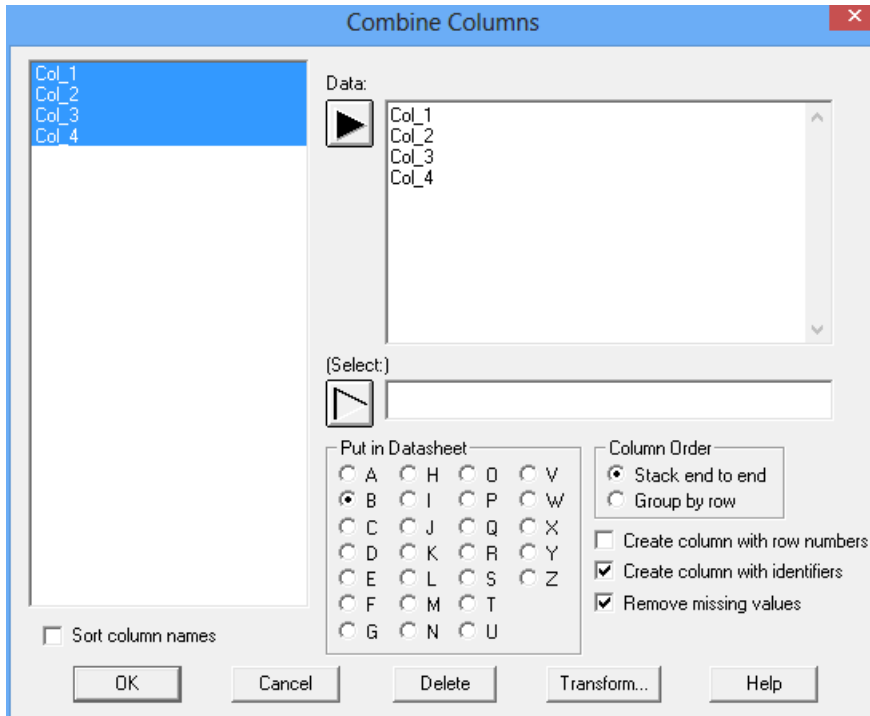 Combine Columns
Col_1
Col_2
Col_3
Col_4
Sort column names
Data:
Col_1
Col_2
Col_3
Col_4
(Select:)
Put in Datasheet
A H O V
B I P W
C J Q X
D K R Y
E L S Z
F M T
G N U
Column Order
Stack end to end
Group by row
Create column with row numbers
Create column with identifiers
Remove missing values
OK Cancel Delete Transform... Help